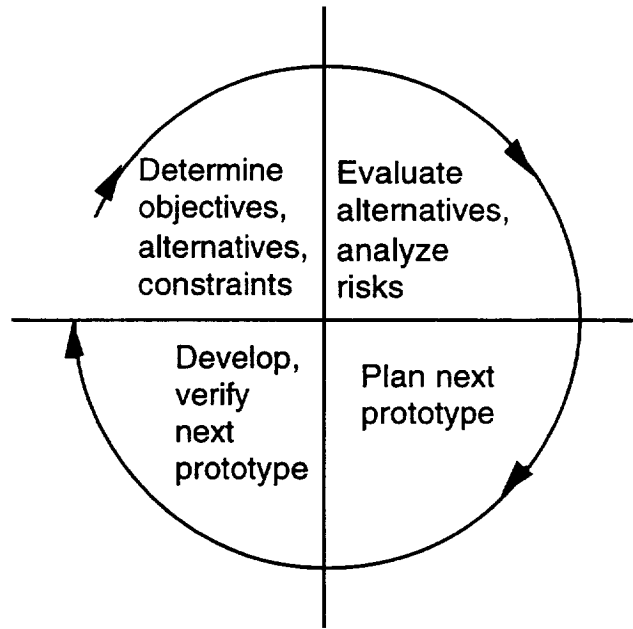 Determine
objectives,
alternatives,
constraints
Evaluate
alternatives,
analyze
risks
Develop,
verify
next
prototype
Plan next
prototype